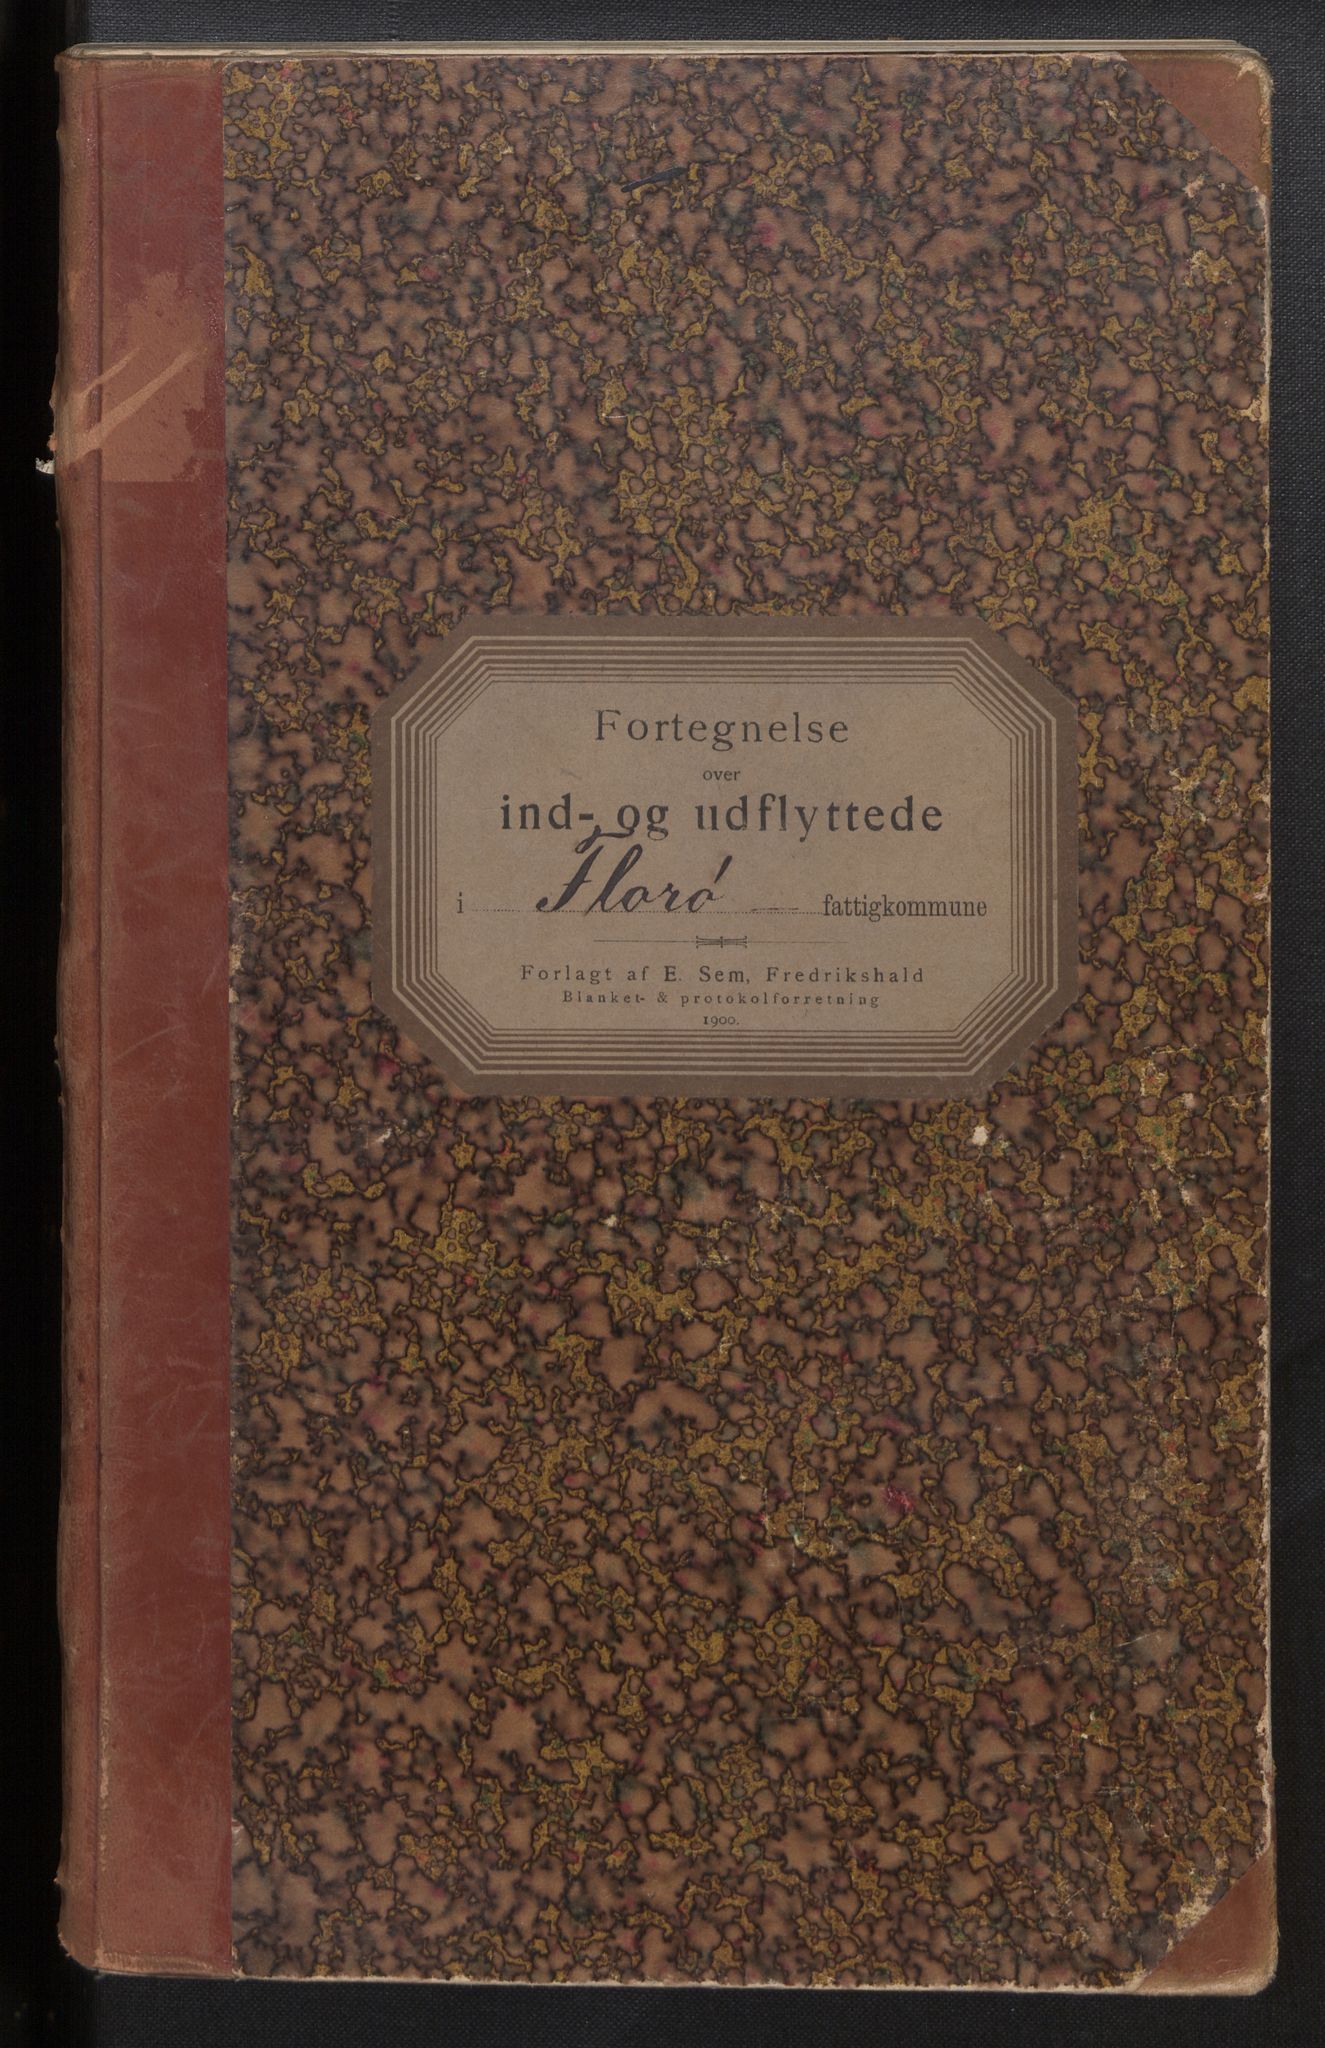 Fortegnelse
over
ind- og udflyttede
i Florø fattigkommune
Forlagt af E. Sem, Fredrikshald
Blanket- & protokolforretning
1900.